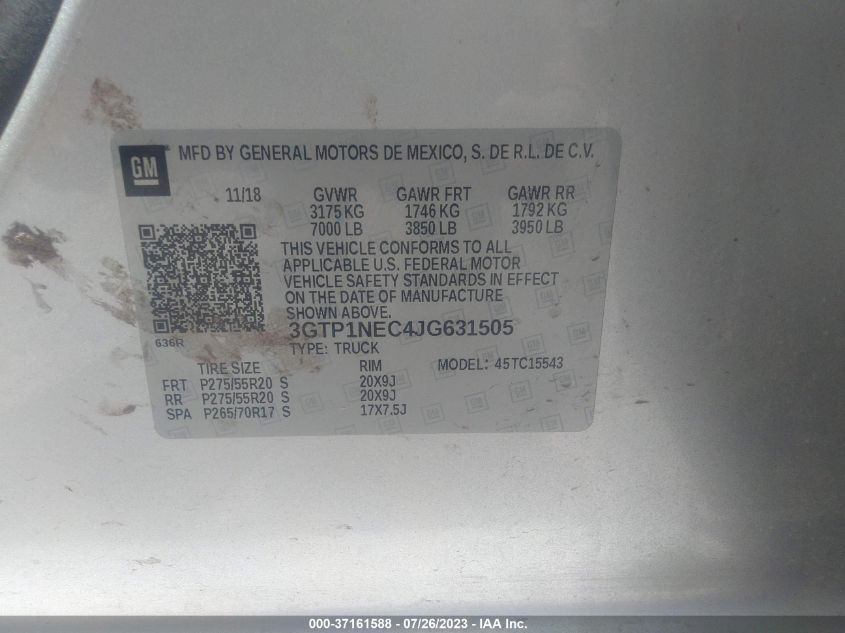 GM
MFD BY GENERAL MOTORS DE MEXICO, S. DE R.L. DE C.V.
11/18 GVWR GAWR FRT GAWR RR
3175 KG 1746 KG 1792 KG
7000 LB 3850 LB 3950 LB
THIS VEHICLE CONFORMS TO ALL
APPLICABLE U.S. FEDERAL MOTOR
VEHICLE SAFETY STANDARDS IN EFFECT
ON THE DATE OF MANUFACTURE
SHOWN ABOVE.
636R
3GTP1NEC4JG631505
TYPE: TRUCK
TIRE SIZE RIM MODEL: 45TC15543
FRT P275/55R20 S 20X9J
RR P275/55R20 S 20X9J
SPA P265/70R17 S 17X7.5J
000-37161588 - 07/26/2023 - Copyright IAA, Inc.